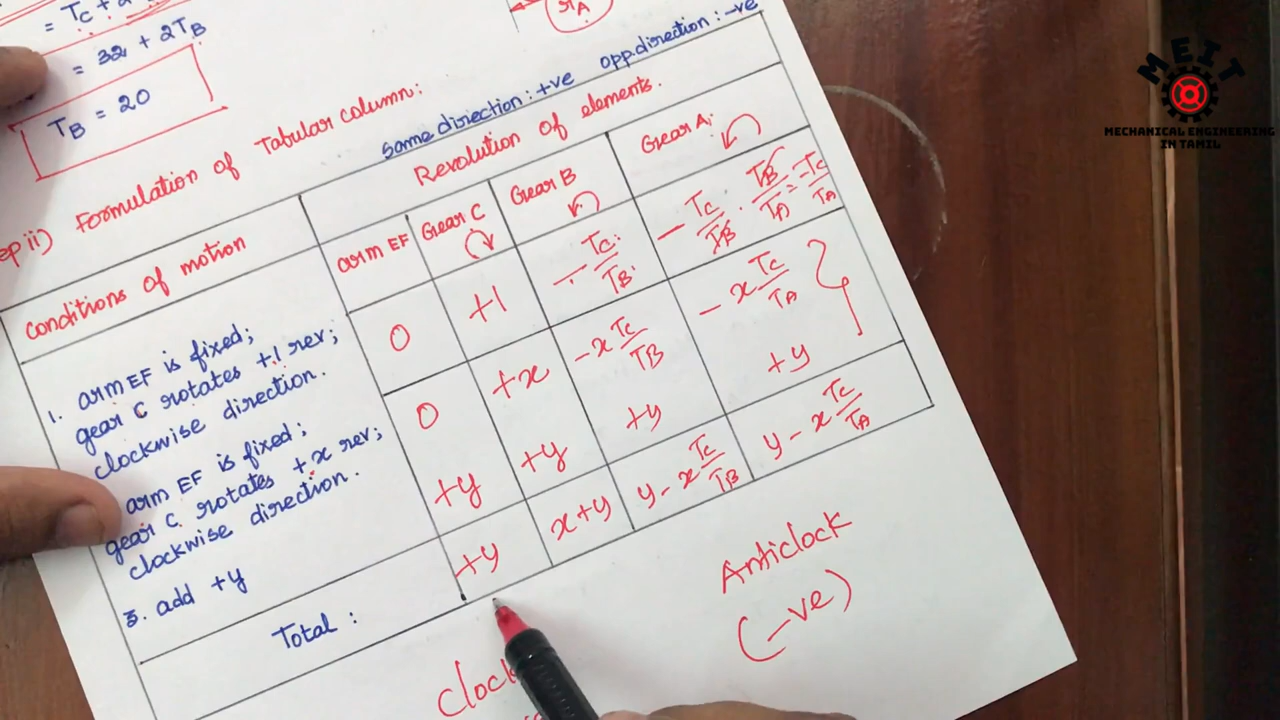 = TC + 2
= 32 + 2TB
TB = 20
rA
ep ii) Formulation of Tabular column:
same direction : +ve opp.direction : -ve
Conditions of motion
Revolution of elements.
arm EF
Gear C
Gear B
Gear A
1. arm EF is fixed;
gear C rotates +1 rev;
clockwise direction.
0
+1
- TC/TB
- TC/TB . TB/TA = -TC/TA
arm EF is fixed;
gear C rotates +x rev;
clockwise direction.
0
+x
-x TC/TB
- x TC/TA
3. add +y
+y
+y
+y
+y
Total :
+y
x+y
y - x TC/TB
y - x TC/TA
Clock
Anticlock
(-ve)
MEIT
MECHANICAL ENGINEERING
IN TAMIL